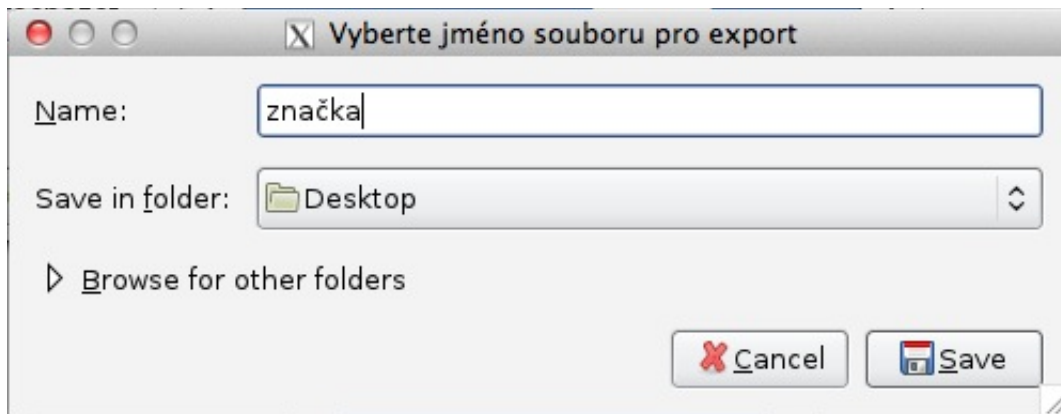 Vyberte jméno souboru pro export
Name: značka
Save in folder: Desktop
Browse for other folders
Cancel Save